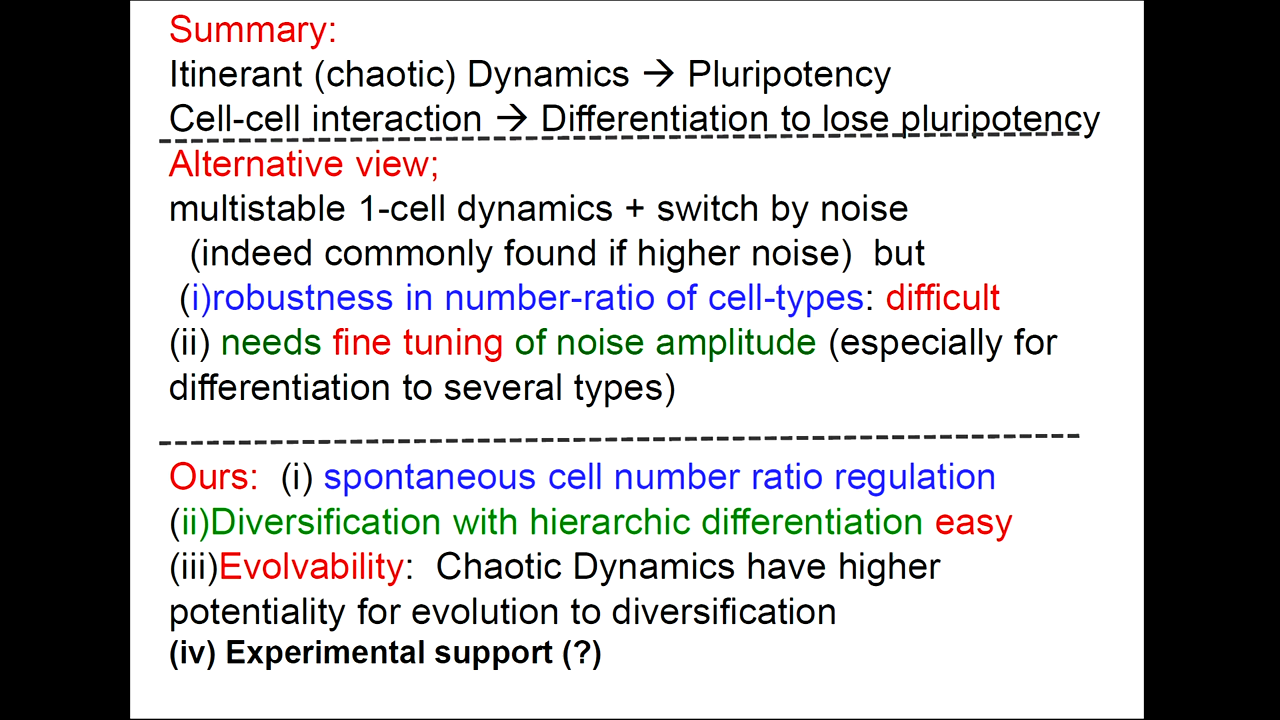 Summary:
Itinerant (chaotic) Dynamics → Pluripotency
Cell-cell interaction → Differentiation to lose pluripotency
Alternative view;
multistable 1-cell dynamics + switch by noise
(indeed commonly found if higher noise) but
(i)robustness in number-ratio of cell-types: difficult
(ii) needs fine tuning of noise amplitude (especially for
differentiation to several types)
Ours: (i) spontaneous cell number ratio regulation
(ii)Diversification with hierarchic differentiation easy
(iii)Evolvability: Chaotic Dynamics have higher
potentiality for evolution to diversification
(iv) Experimental support (?)